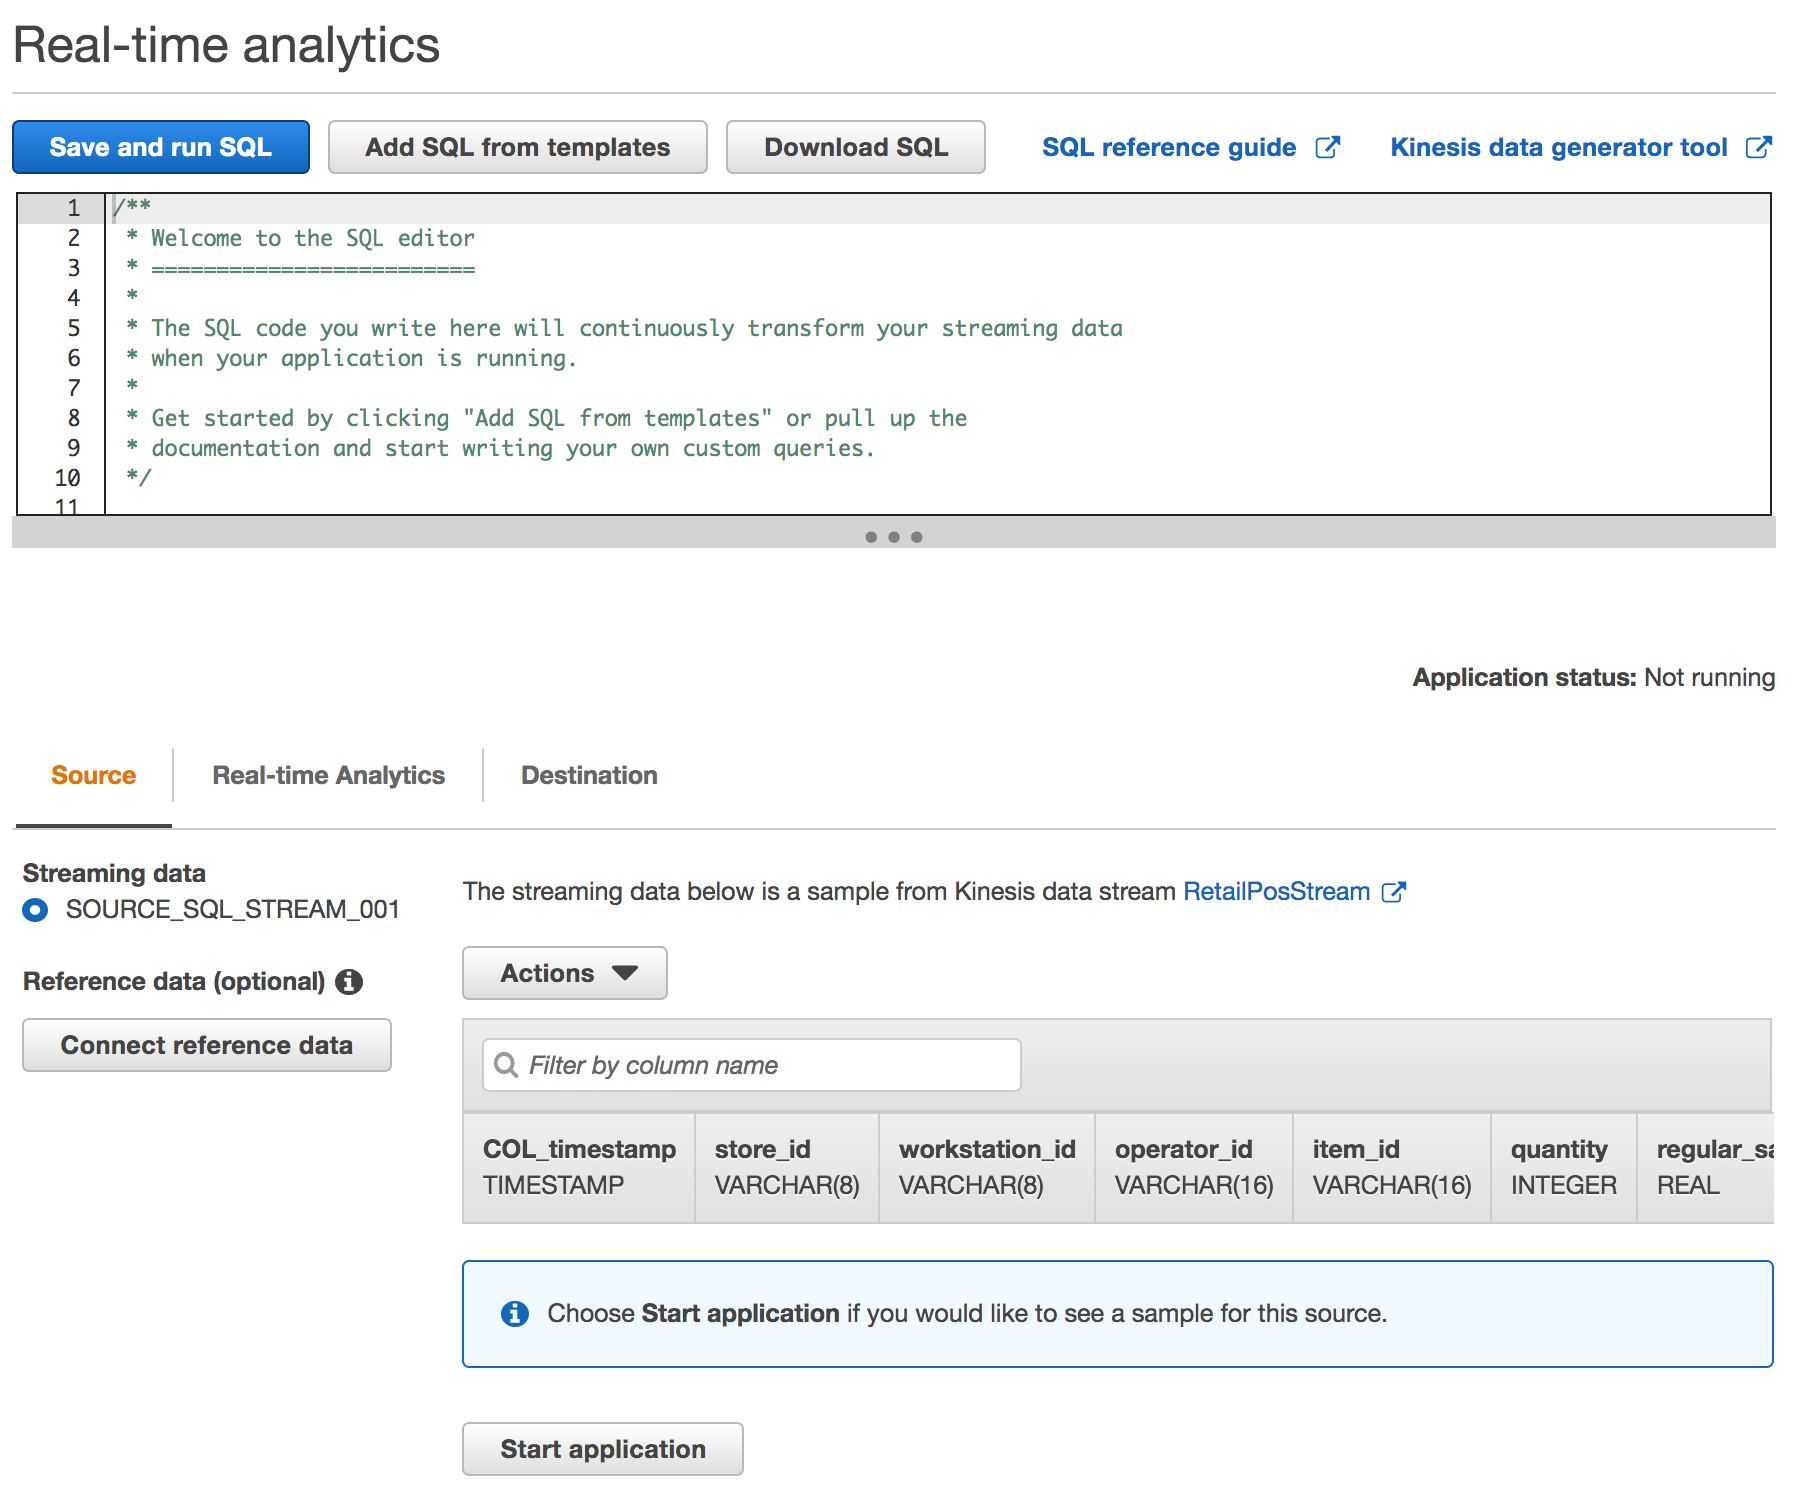 Real-time analytics
Save and run SQL Add SQL from templates Download SQL SQL reference guide Kinesis data generator tool
1 /**
2 * Welcome to the SQL editor
3 * =========================
4 *
5 * The SQL code you write here will continuously transform your streaming data
6 * when your application is running.
7 *
8 * Get started by clicking "Add SQL from templates" or pull up the
9 * documentation and start writing your own custom queries.
10 */
11
Application status: Not running
Source Real-time Analytics Destination
Streaming data
SOURCE_SQL_STREAM_001
Reference data (optional)
Connect reference data
The streaming data below is a sample from Kinesis data stream RetailPosStream
Actions
Filter by column name
COL_timestamp store_id workstation_id operator_id item_id quantity regular_sa
TIMESTAMP VARCHAR(8) VARCHAR(8) VARCHAR(16) VARCHAR(16) INTEGER REAL
Choose Start application if you would like to see a sample for this source.
Start application